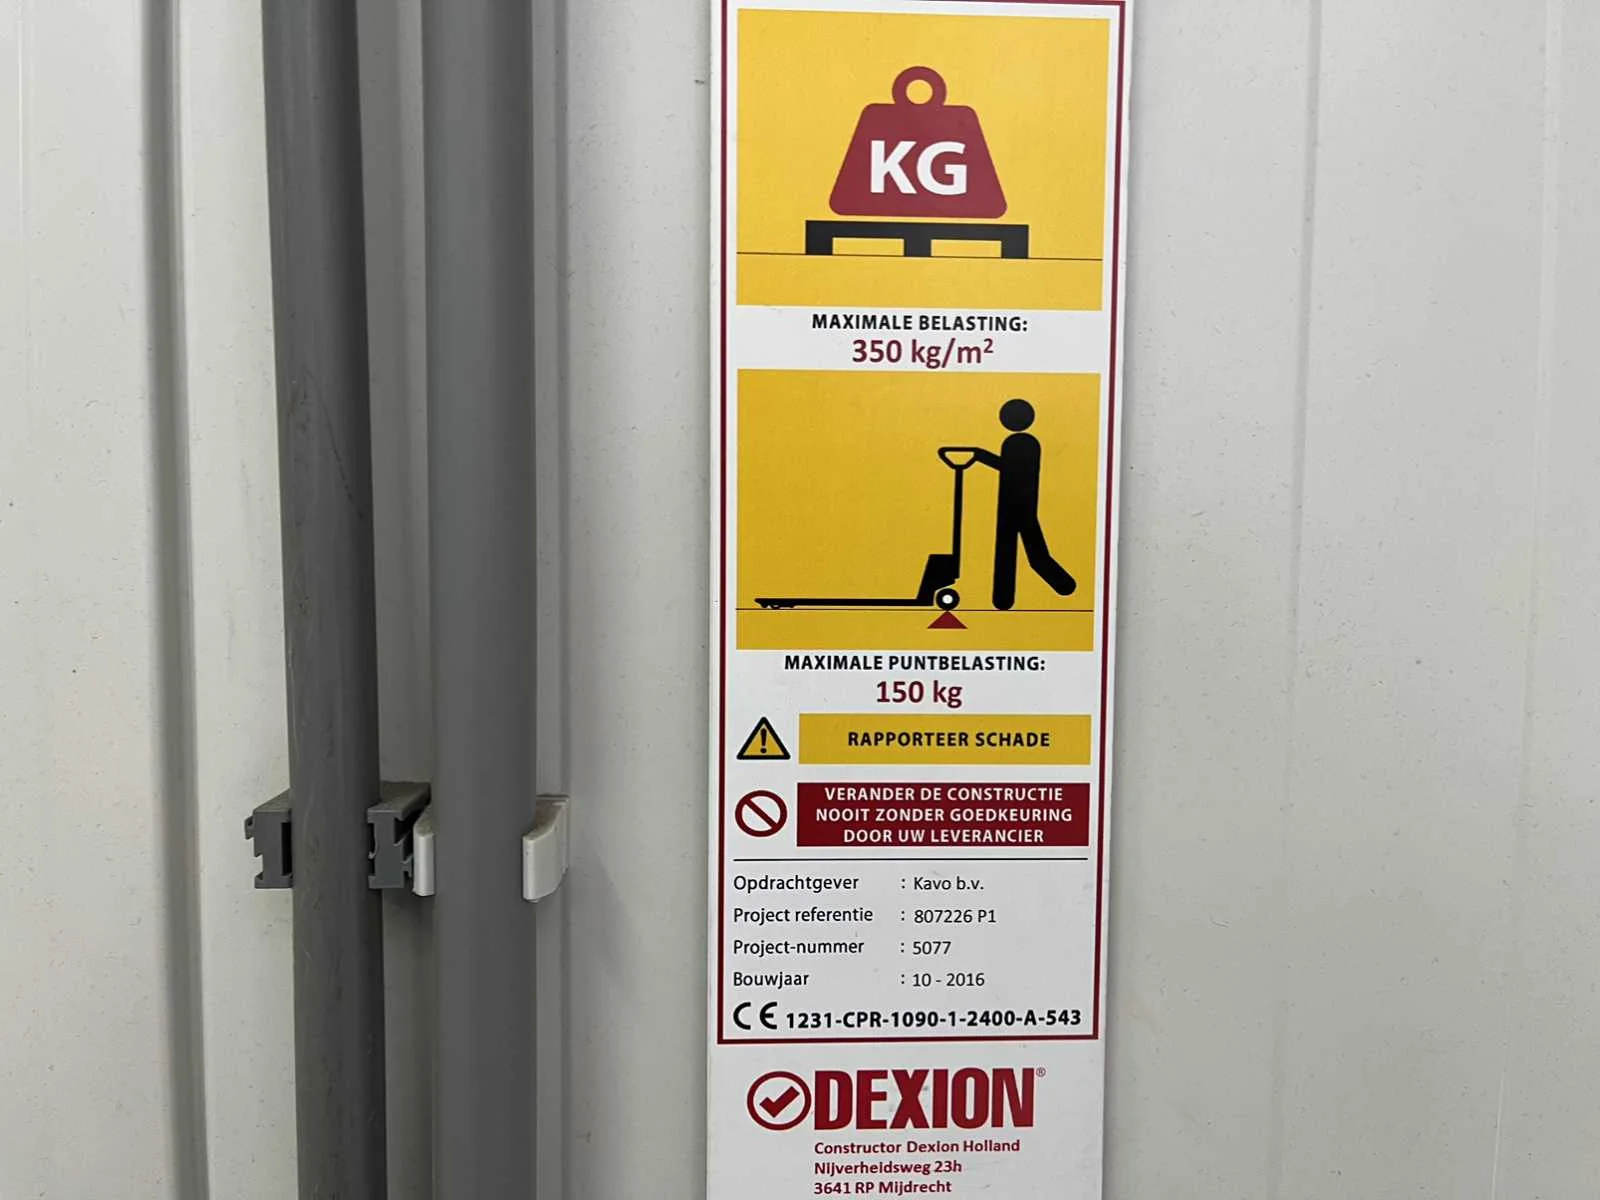 KG
MAXIMALE BELASTING:
350 kg/m²
MAXIMALE PUNTBELASTING:
150 kg
RAPPORTEER SCHADE
VERANDER DE CONSTRUCTIE
NOOIT ZONDER GOEDKEURING
DOOR UW LEVERANCIER
Opdrachtgever : Kavo b.v.
Project referentie : 807226 P1
Project-nummer : 5077
Bouwjaar : 10 - 2016
CE 1231-CPR-1090-1-2400-A-543
DEXION®
Constructor Dexion Holland
Nijverheidsweg 23h
3641 RP Mijdrecht